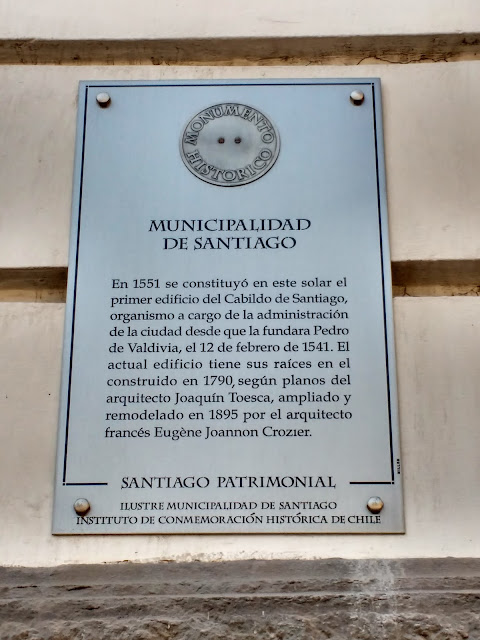 MONUMENTO
HISTORICO
MUNICIPALIDAD
DE SANTIAGO
En 1551 se constituyó en este solar el
primer edificio del Cabildo de Santiago,
organismo a cargo de la administración
de la ciudad desde que la fundara Pedro
de Valdivia, el 12 de febrero de 1541. El
actual edificio tiene sus raíces en el
construido en 1790, según planos del
arquitecto Joaquín Toesca, ampliado y
remodelado en 1895 por el arquitecto
francés Eugène Joannon Crozier.
SANTIAGO PATRIMONIAL
ILUSTRE MUNICIPALIDAD DE SANTIAGO
INSTITUTO DE CONMEMORACIÓN HISTÓRICA DE CHILE